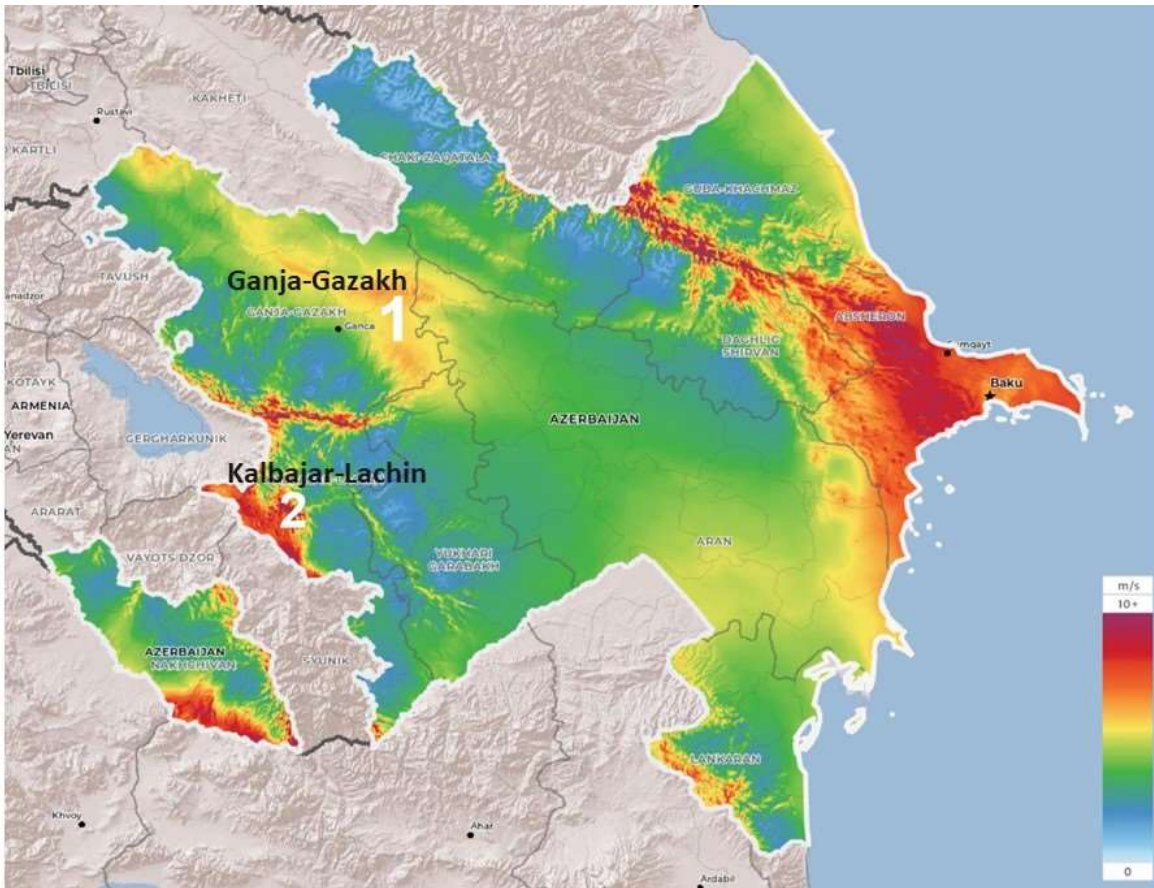 Tbilisi
TBILISI
KAKHETI
Rustavi
O KARTLI
SHAKI-ZAQATALA
GUBA-KHACHMAZ
TAVUSH
anadzor
Ganja-Gazakh
GANJA-GAZAKH
1
Ganca
ABSHERON
DAGHLIG
SHIRVAN
Sumqayt
Baku
KOTAYK
ARMENIA
Yerevan
AN
GERGHARKUNIK
AZERBAIJAN
Kalbajar-Lachin
2
ARARAT
VAYOTS DZOR
YUKHARI
GARABAKH
ARAN
AZERBAIJAN
NAKHCHIVAN
SYUNIK
m/s
10+
LANKARAN
Khvoy
Ahar
Ardabil
0